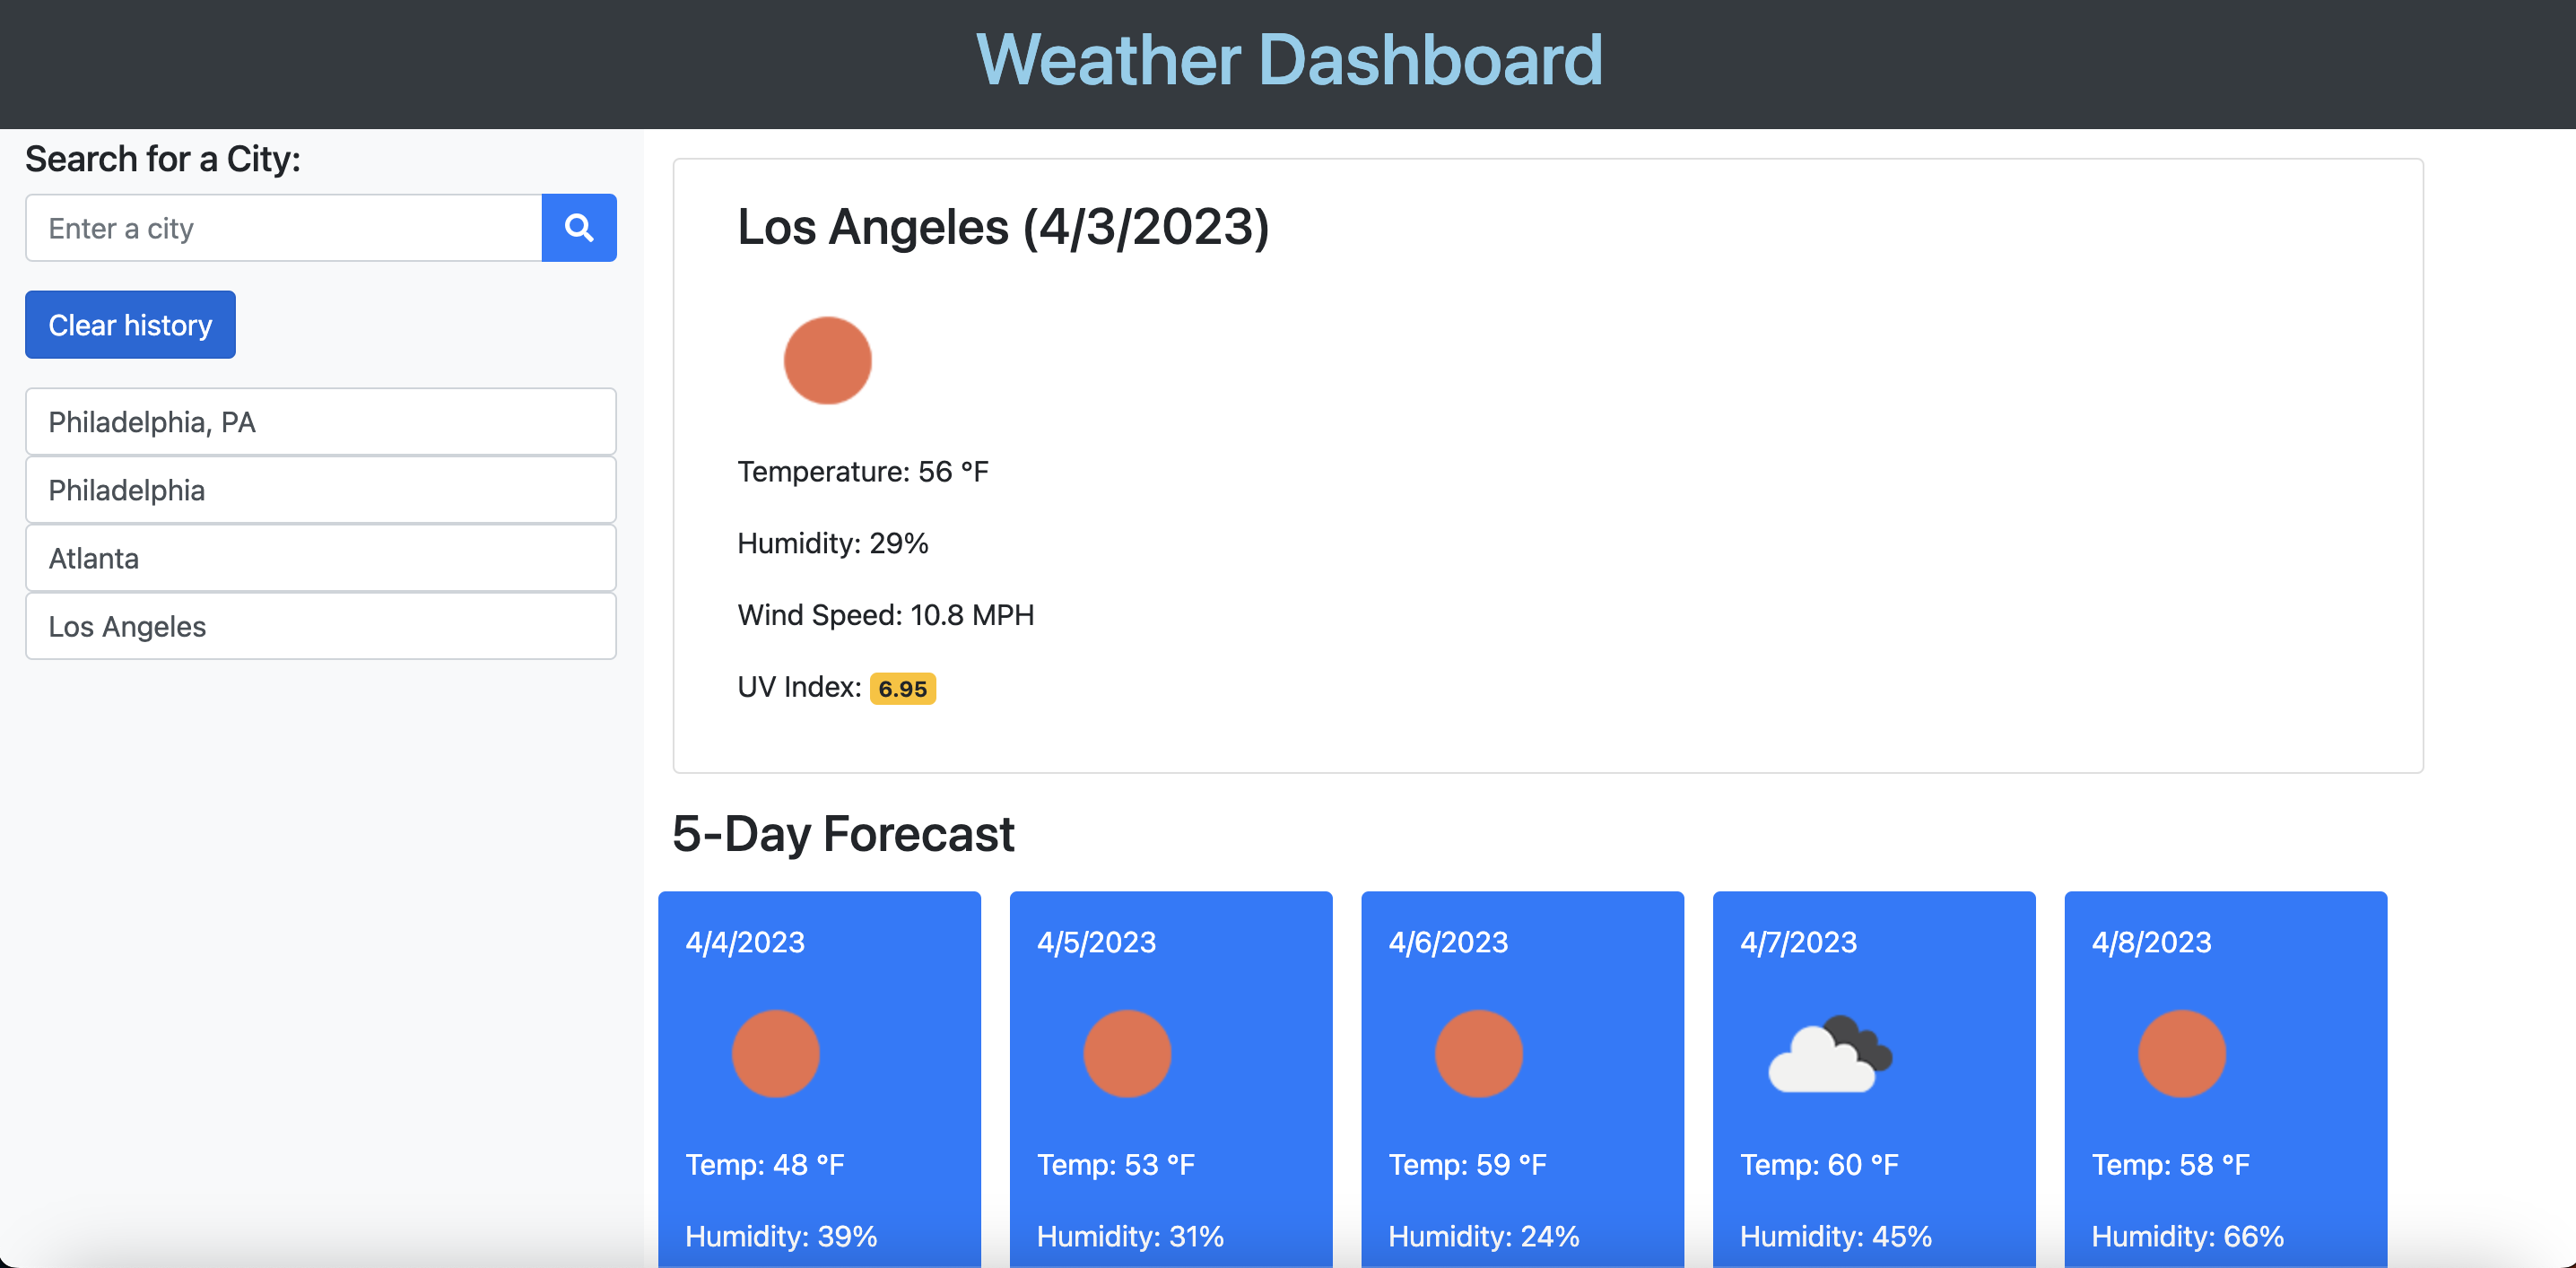 Weather Dashboard
Search for a City:
Enter a city
Clear history
Philadelphia, PA
Philadelphia
Atlanta
Los Angeles
Los Angeles (4/3/2023)
Temperature: 56 °F
Humidity: 29%
Wind Speed: 10.8 MPH
UV Index: 6.95
5-Day Forecast
4/4/2023
Temp: 48 °F
Humidity: 39%
4/5/2023
Temp: 53 °F
Humidity: 31%
4/6/2023
Temp: 59 °F
Humidity: 24%
4/7/2023
Temp: 60 °F
Humidity: 45%
4/8/2023
Temp: 58 °F
Humidity: 66%